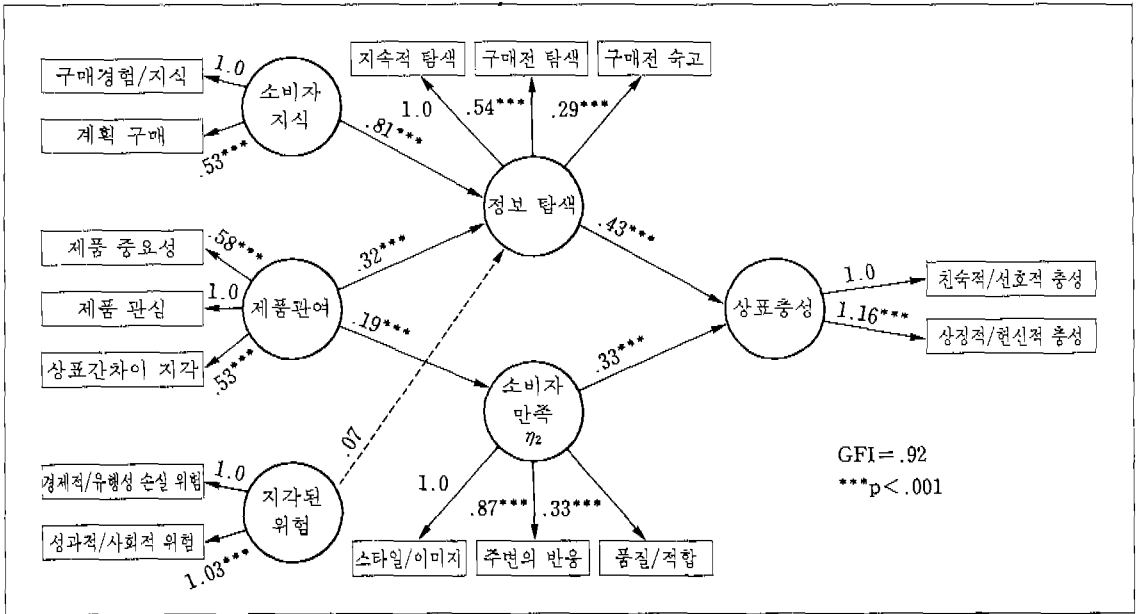 구매경험/지식
1.0
계획 구매
.53***
소비자
지식
지속적 탐색
구매전 탐색
구매전 숙고
1.0
.54***
.29***
.81***
정보 탐색
제품 중요성
.58***
제품 관심
1.0
상표간차이 지각
.53***
제품관여
.32***
.19***
.43***
상표충성
1.0
친숙적/선호적 충성
1.16***
상징적/헌신적 충성
.33***
소비자
만족
η2
.07
경제적/유행성 손실 위험
1.0
성과적/사회적 위험
1.03***
지각된
위험
1.0
.87***
.33***
스타일/이미지
주변의 반응
품질/적합
GFI=.92
***p<.001